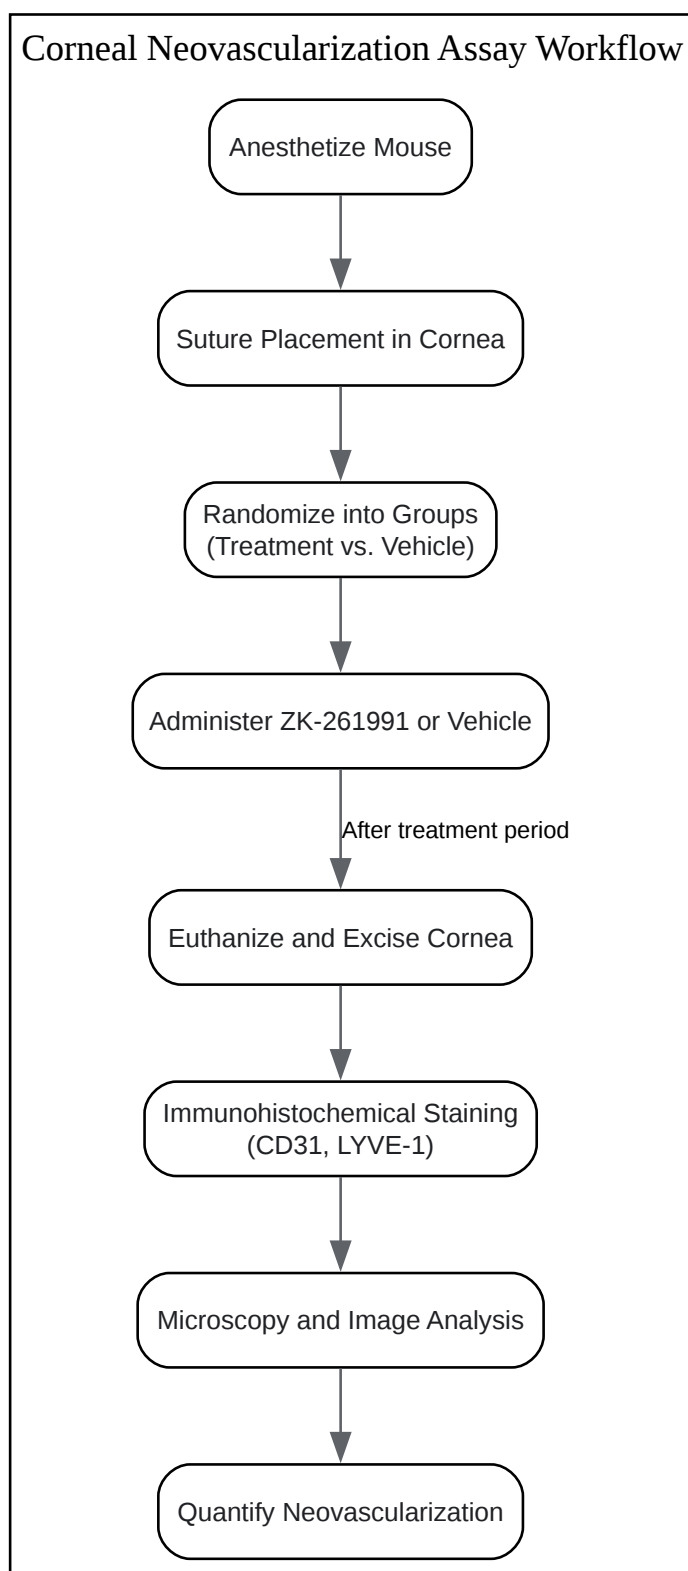 Corneal Neovascularization Assay Workflow
Anesthetize Mouse
Suture Placement in Cornea
Randomize into Groups
(Treatment vs. Vehicle)
Administer ZK-261991 or Vehicle
After treatment period
Euthanize and Excise Cornea
Immunohistochemical Staining
(CD31, LYVE-1)
Microscopy and Image Analysis
Quantify Neovascularization